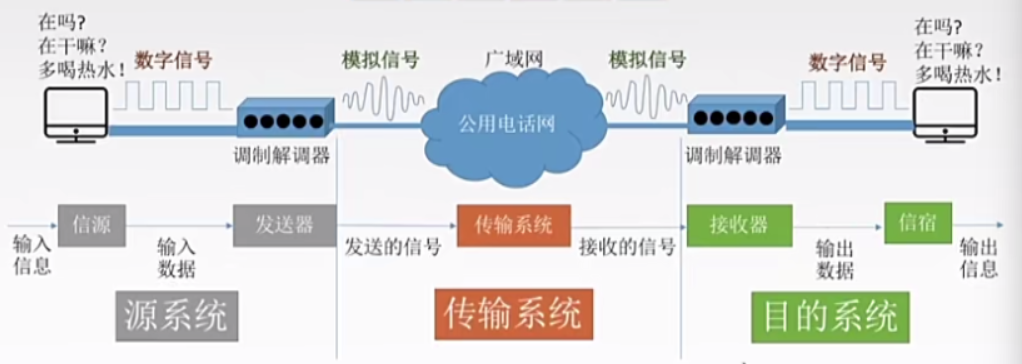 在吗?
在干嘛?
多喝热水!
数字信号
模拟信号
广域网
模拟信号
数字信号
在吗?
在干嘛?
多喝热水!
公用电话网
调制解调器
调制解调器
信源
发送器
传输系统
接收器
信宿
输入
信息
输入
数据
发送的信号
接收的信号
输出
数据
输出
信息
源系统
传输系统
目的系统